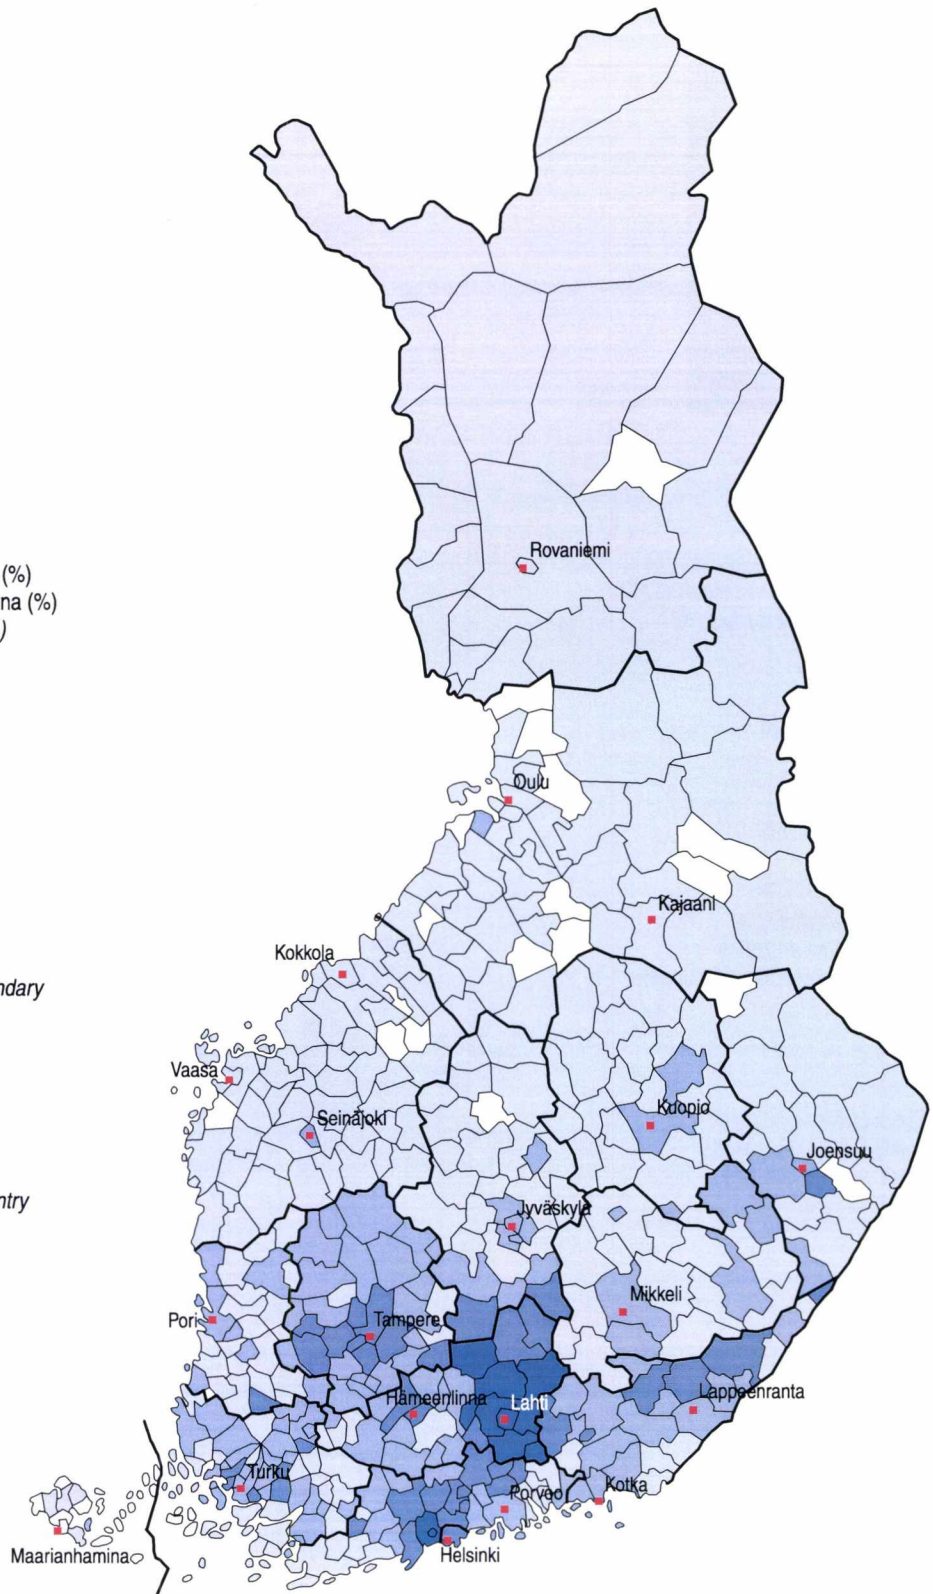 Rovaniemi
(%)
na (%)
)
Oulu
Kajaani
Kokkola
ndary
Vaasa
Seinäjoki
Kuopio
Joensuu
ntry
Jyväskylä
Mikkeli
Pori
Tampere
Lappeenranta
Hämeenlinna
Lahti
Turku
Porvoo
Kotka
Helsinki
Maarianhamina